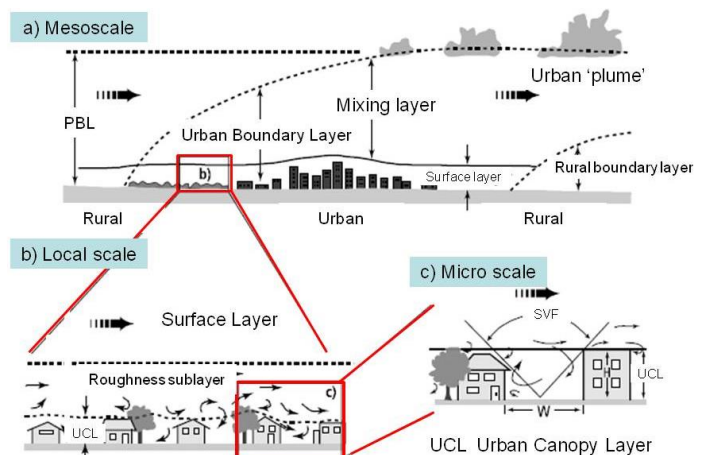 a) Mesoscale
Urban 'plume'
PBL
Mixing layer
Urban Boundary Layer
b)
Surface layer
Rural boundary layer
Rural
Urban
Rural
b) Local scale
Surface Layer
Roughness sublayer
c)
UCL
c) Micro scale
SVF
H
UCL
W
UCL Urban Canopy Layer